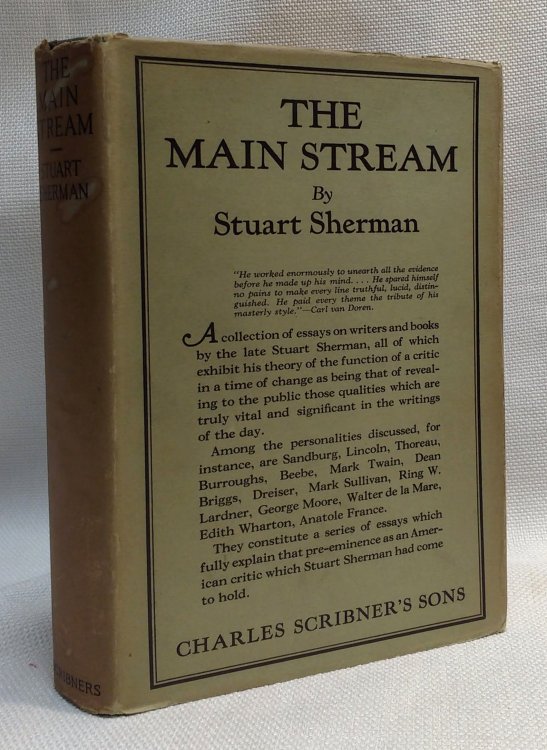 THE
MAIN
STREAM
STUART
SHERMAN
SCRIBNERS
THE
MAIN STREAM
By
Stuart Sherman
"He worked enormously to unearth all the evidence
before he made up his mind. . . . He spared himself
no pains to make every line truthful, lucid, distin-
guished. He paid every theme the tribute of his
masterly style."—Carl van Doren.
A collection of essays on writers and books
by the late Stuart Sherman, all of which
exhibit his theory of the function of a critic
in a time of change as being that of reveal-
ing to the public those qualities which are
truly vital and significant in the writings
of the day.
Among the personalities discussed, for
instance, are Sandburg, Lincoln, Thoreau,
Burroughs, Beebe, Mark Twain, Dean
Briggs, Dreiser, Mark Sullivan, Ring W.
Lardner, George Moore, Walter de la Mare,
Edith Wharton, Anatole France.
They constitute a series of essays which
fully explain that pre-eminence as an Amer-
ican critic which Stuart Sherman had come
to hold.
CHARLES SCRIBNER'S SONS